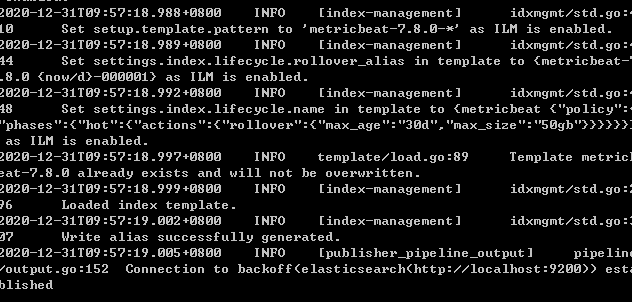 2020-12-31T09:57:18.988+0800    INFO    [index-management]      idxmgmt/std.go:4
10      Set setup.template.pattern to 'metricbeat-7.8.0-*' as ILM is enabled.
2020-12-31T09:57:18.989+0800    INFO    [index-management]      idxmgmt/std.go:4
44      Set settings.index.lifecycle.rollover_alias in template to {metricbeat-7
.8.0 {now/d}-000001} as ILM is enabled.
2020-12-31T09:57:18.992+0800    INFO    [index-management]      idxmgmt/std.go:4
48      Set settings.index.lifecycle.name in template to {metricbeat {"policy":{
"phases":{"hot":{"actions":{"rollover":{"max_age":"30d","max_size":"50gb"}}}}}}}
 as ILM is enabled.
2020-12-31T09:57:18.997+0800    INFO    template/load.go:89     Template metricb
eat-7.8.0 already exists and will not be overwritten.
2020-12-31T09:57:18.999+0800    INFO    [index-management]      idxmgmt/std.go:2
96      Loaded index template.
2020-12-31T09:57:19.002+0800    INFO    [index-management]      idxmgmt/std.go:3
07      Write alias successfully generated.
2020-12-31T09:57:19.005+0800    INFO    [publisher_pipeline_output]     pipeline
/output.go:152  Connection to backoff(elasticsearch(http://localhost:9200)) esta
blished